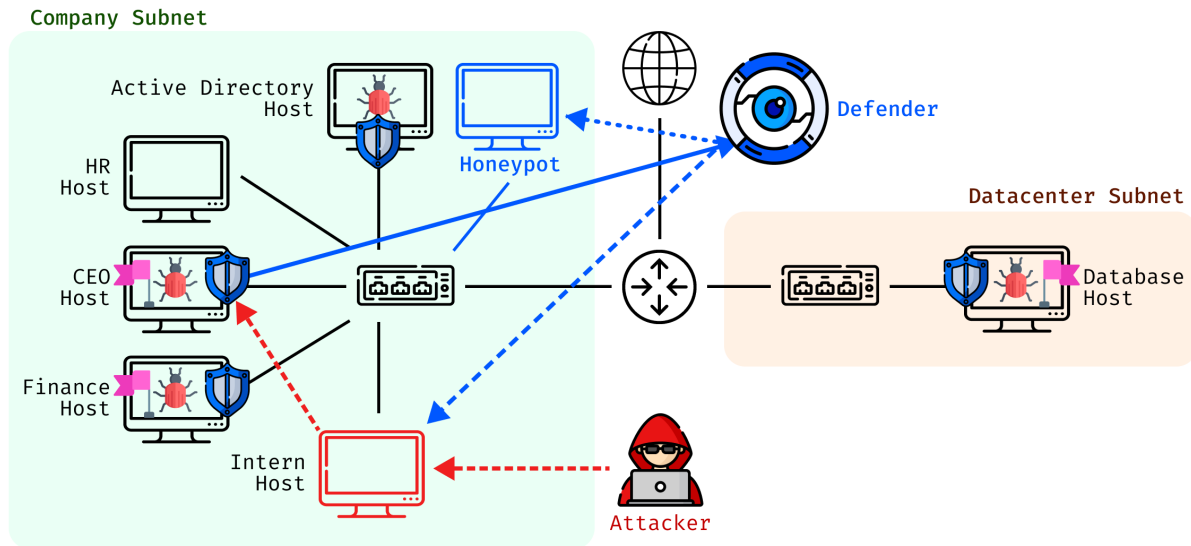 Company Subnet
Active Directory
Host
Honeypot
Defender
HR
Host
Datacenter Subnet
CEO
Host
Database
Host
Finance
Host
Intern
Host
Attacker